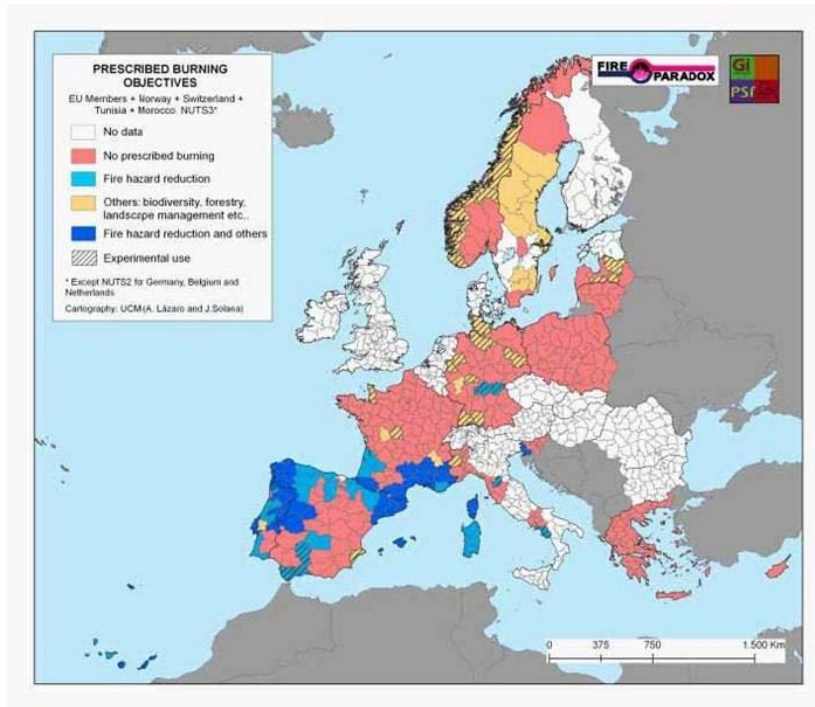 PRESCRIBED BURNING
OBJECTIVES
EU Members + Norway + Switzerland +
Tunisia + Morocco. NUTS3*
No data
No prescribed burning
Fire hazard reduction
Others: biodiversity, forestry,
landscape management etc..
Fire hazard reduction and others
Experimental use
* Except NUTS2 for Germany, Belgium and
Netherlands
Cartography: UCM (A. Lázaro and J.Solana)
FIRE
PARADOX
Gi
PSR
0 375 750 1.500 Km